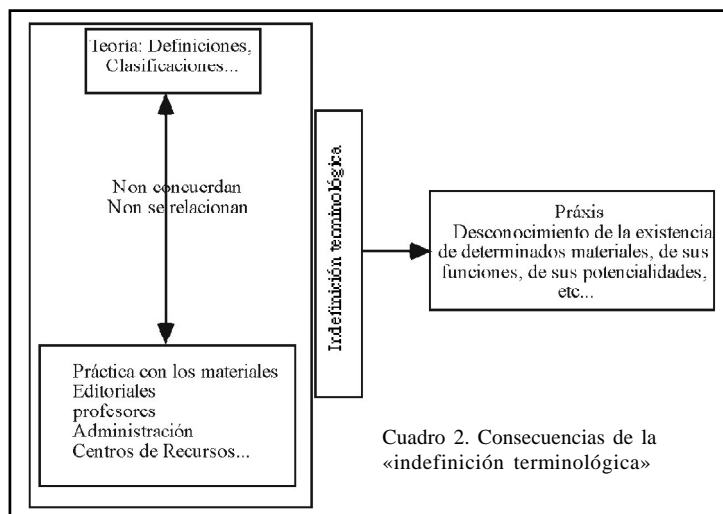 Teoría: Definiciones,
Clasificaciones...
Non concuerdan
Non se relacionan
Práctica con los materiales
Editoriales
profesores
Administración
Centros de Recursos...
Indefinición terminológica
Práxis
Desconocimiento de la existencia
de determinados materiales, de sus
funciones, de sus potencialidades,
etc...
Cuadro 2. Consecuencias de la
«indefinición terminológica»